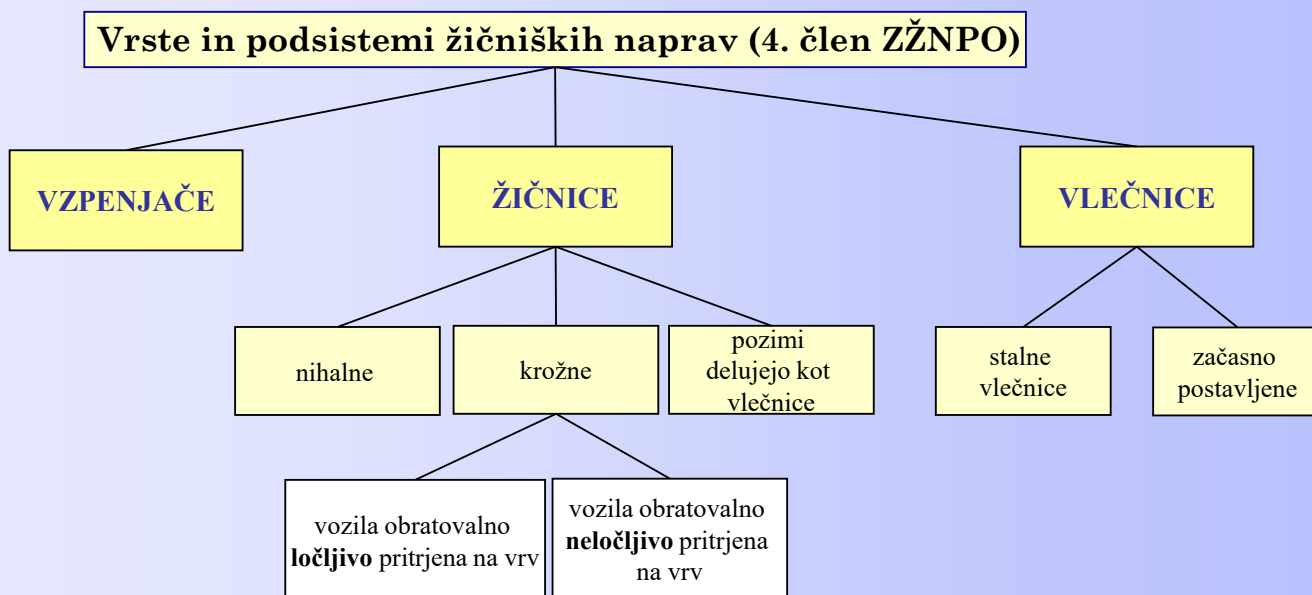 Vrste in podsistemi žičniških naprav (4. člen ZŽNPO)
VZPENJAČE
ŽIČNICE
VLEČNICE
nihalne
krožne
pozimi
delujejo kot
vlečnice
stalne
vlečnice
začasno
postavljene
vozila obratovalno
ločljivo pritrjena na vrv
vozila obratovalno
neločljivo pritrjena
na vrv